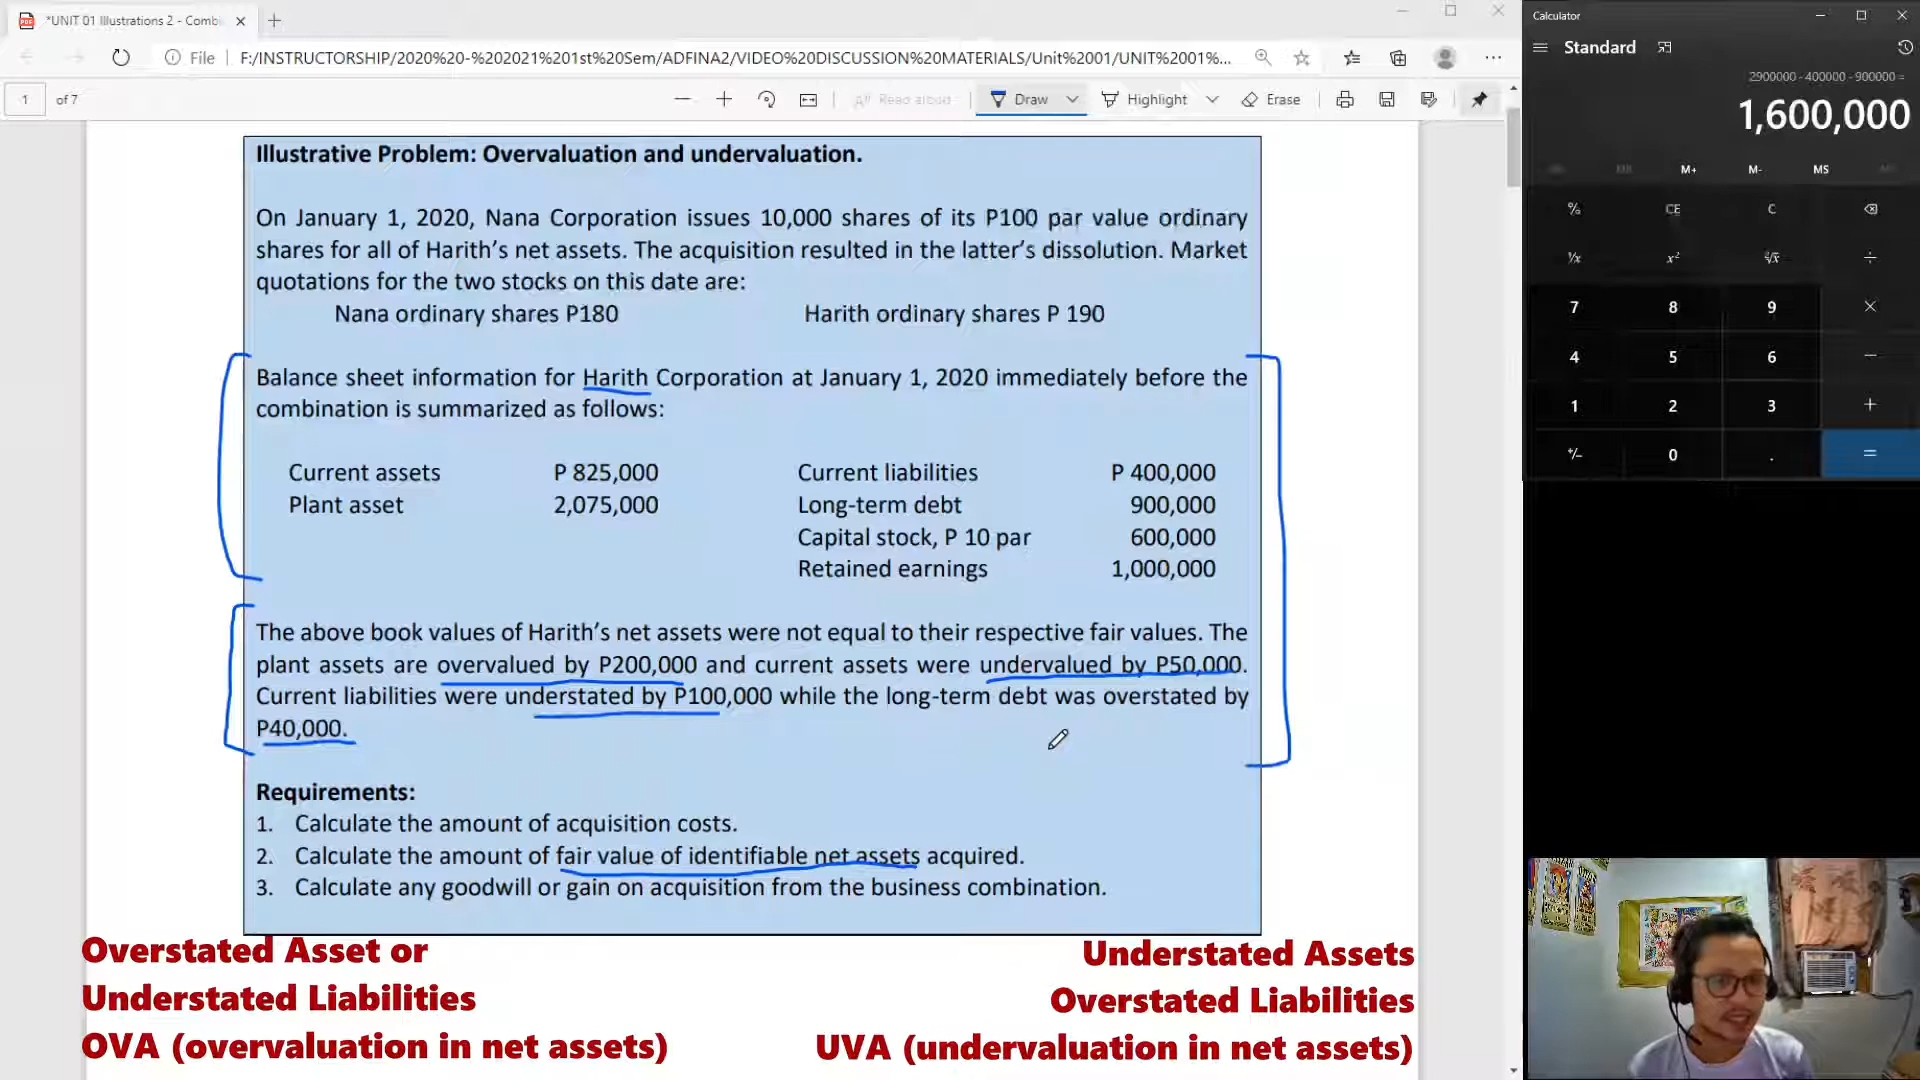 *UNIT 01 Illustrations 2 - Combi
1 of 7
File F:/INSTRUCTORSHIP/2020%20-%202021%201st%20Sem/ADFINA2/VIDEO%20DISCUSSION%20MATERIALS/Unit%2001/UNIT%2001%...
Read aloud Draw Highlight Erase
Illustrative Problem: Overvaluation and undervaluation.
On January 1, 2020, Nana Corporation issues 10,000 shares of its P100 par value ordinary
shares for all of Harith's net assets. The acquisition resulted in the latter's dissolution. Market
quotations for the two stocks on this date are:
Nana ordinary shares P180 Harith ordinary shares P 190
Balance sheet information for Harith Corporation at January 1, 2020 immediately before the
combination is summarized as follows:
Current assets P 825,000 Current liabilities P 400,000
Plant asset 2,075,000 Long-term debt 900,000
Capital stock, P 10 par 600,000
Retained earnings 1,000,000
The above book values of Harith's net assets were not equal to their respective fair values. The
plant assets are overvalued by P200,000 and current assets were undervalued by P50,000.
Current liabilities were understated by P100,000 while the long-term debt was overstated by
P40,000.
Requirements:
1. Calculate the amount of acquisition costs.
2. Calculate the amount of fair value of identifiable net assets acquired.
3. Calculate any goodwill or gain on acquisition from the business combination.
Overstated Asset or
Understated Liabilities
OVA (overvaluation in net assets)
Understated Assets
Overstated Liabilities
UVA (undervaluation in net assets)
Calculator
Standard
2900000 - 400000 - 900000 =
1,600,000
MC MR M+ M- MS
% CE C
¹/x x² ²√x ÷
7 8 9 ×
4 5 6 −
1 2 3 +
+/− 0 . =